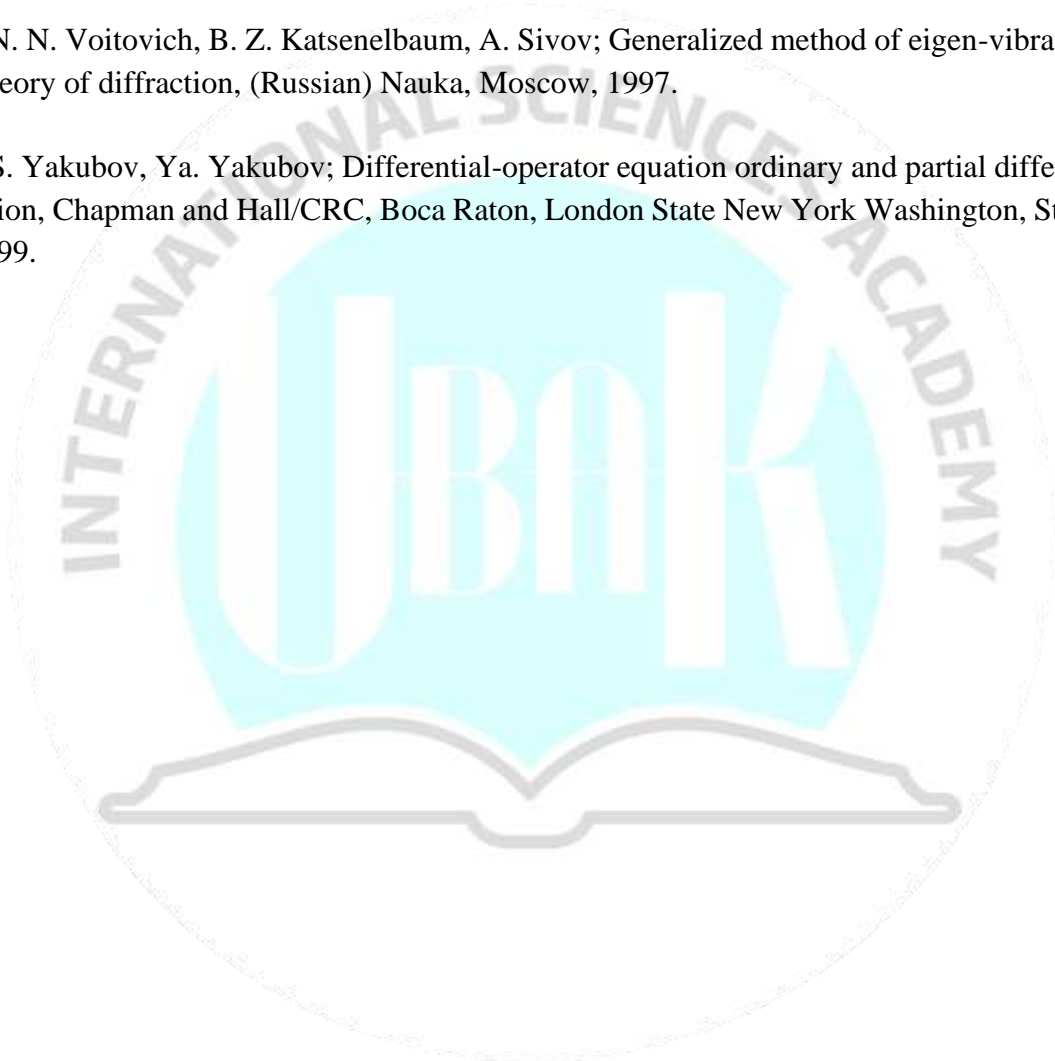 N. N. Voitovich, B. Z. Katsenelbaum, A. Sivov; Generalized method of eigen-vibra
eory of diffraction, (Russian) Nauka, Moscow, 1997.
S. Yakubov, Ya. Yakubov; Differential-operator equation ordinary and partial diffe
ion, Chapman and Hall/CRC, Boca Raton, London State New York Washington, St
99.
INTERNATIONAL SCIENCES ACADEMY
UBAK